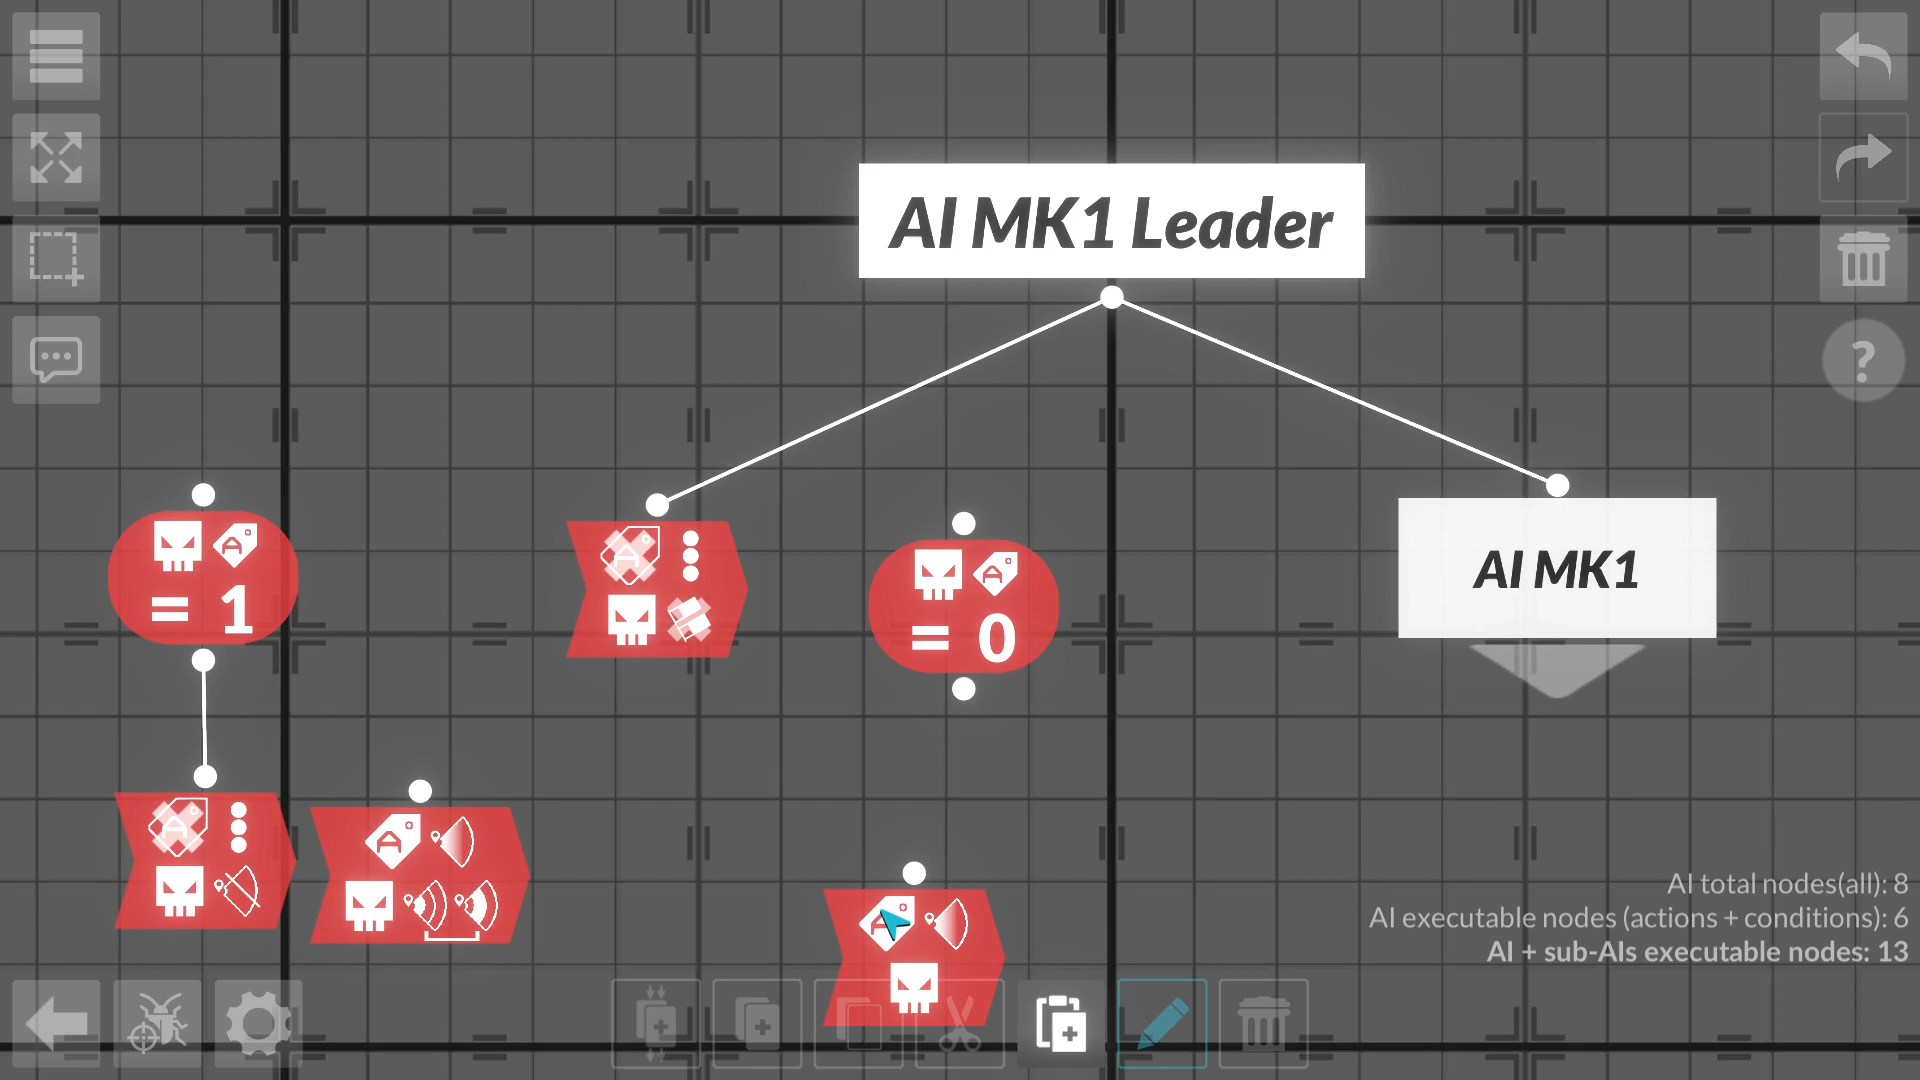 AI MK1 Leader
A
= 1
A
A
= 0
AI MK1
A
A
A
?
AI total nodes(all): 8
AI executable nodes (actions + conditions): 6
AI + sub-AIs executable nodes: 13